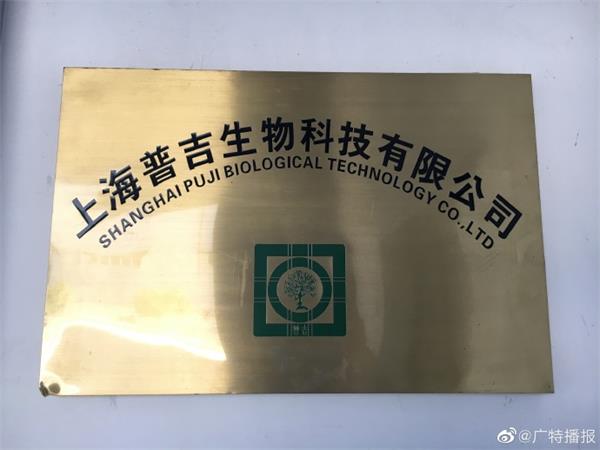 上海普吉生物科技有限公司
SHANGHAI PUJI BIOLOGICAL TECHNOLOGY CO.,LTD
@广特播报